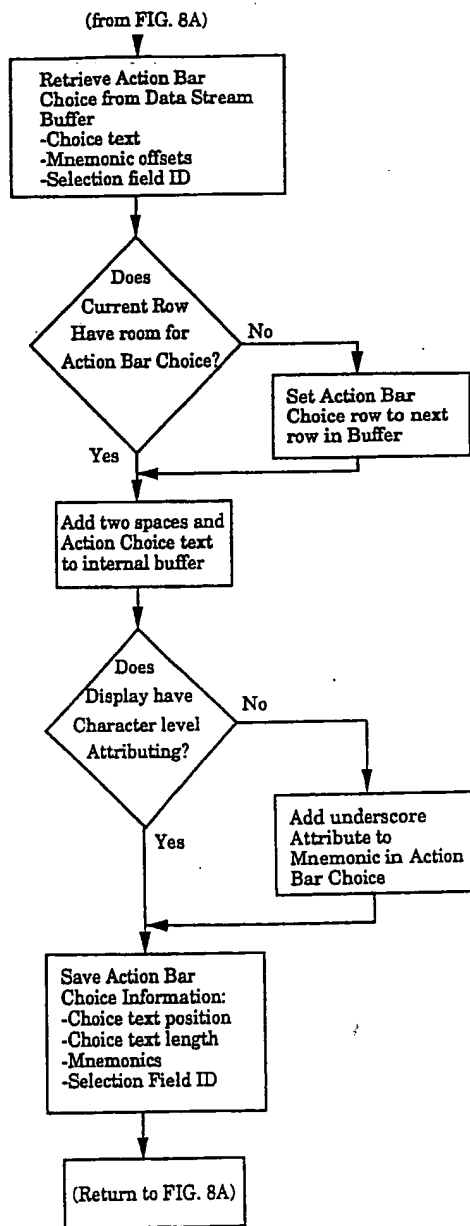 (from FIG. 8A)
Retrieve Action Bar
Choice from Data Stream
Buffer
-Choice text
-Mnemonic offsets
-Selection field ID
Does
Current Row
Have room for
Action Bar Choice?
No
Set Action Bar
Choice row to next
row in Buffer
Yes
Add two spaces and
Action Choice text
to internal buffer
Does
Display have
Character level
Attributing?
No
Add underscore
Attribute to
Mnemonic in Action
Bar Choice
Yes
Save Action Bar
Choice Information:
-Choice text position
-Choice text length
-Mnemonics
-Selection Field ID
(Return to FIG. 8A)